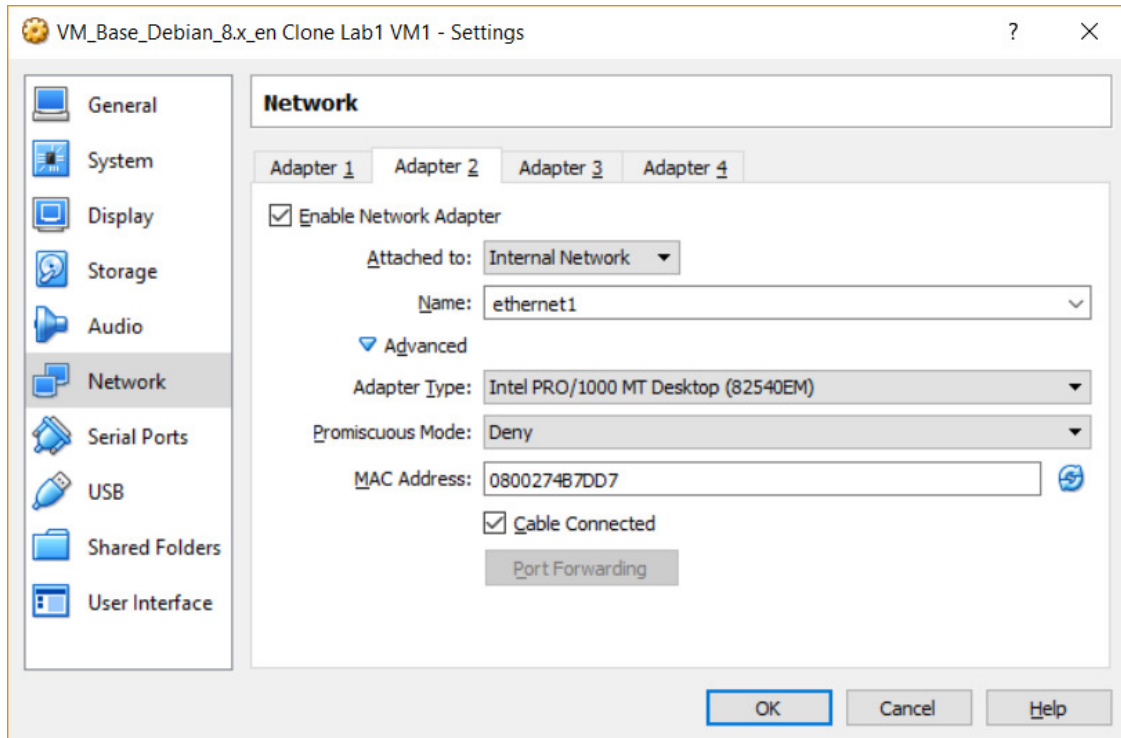 VM_Base_Debian_8.x_en Clone Lab1 VM1 - Settings
?
General
System
Display
Storage
Audio
Network
Serial Ports
USB
Shared Folders
User Interface
Network
Adapter 1
Adapter 2
Adapter 3
Adapter 4
Enable Network Adapter
Attached to: Internal Network
Name: ethernet1
Advanced
Adapter Type: Intel PRO/1000 MT Desktop (82540EM)
Promiscuous Mode: Deny
MAC Address: 0800274B7DD7
Cable Connected
Port Forwarding
OK
Cancel
Help